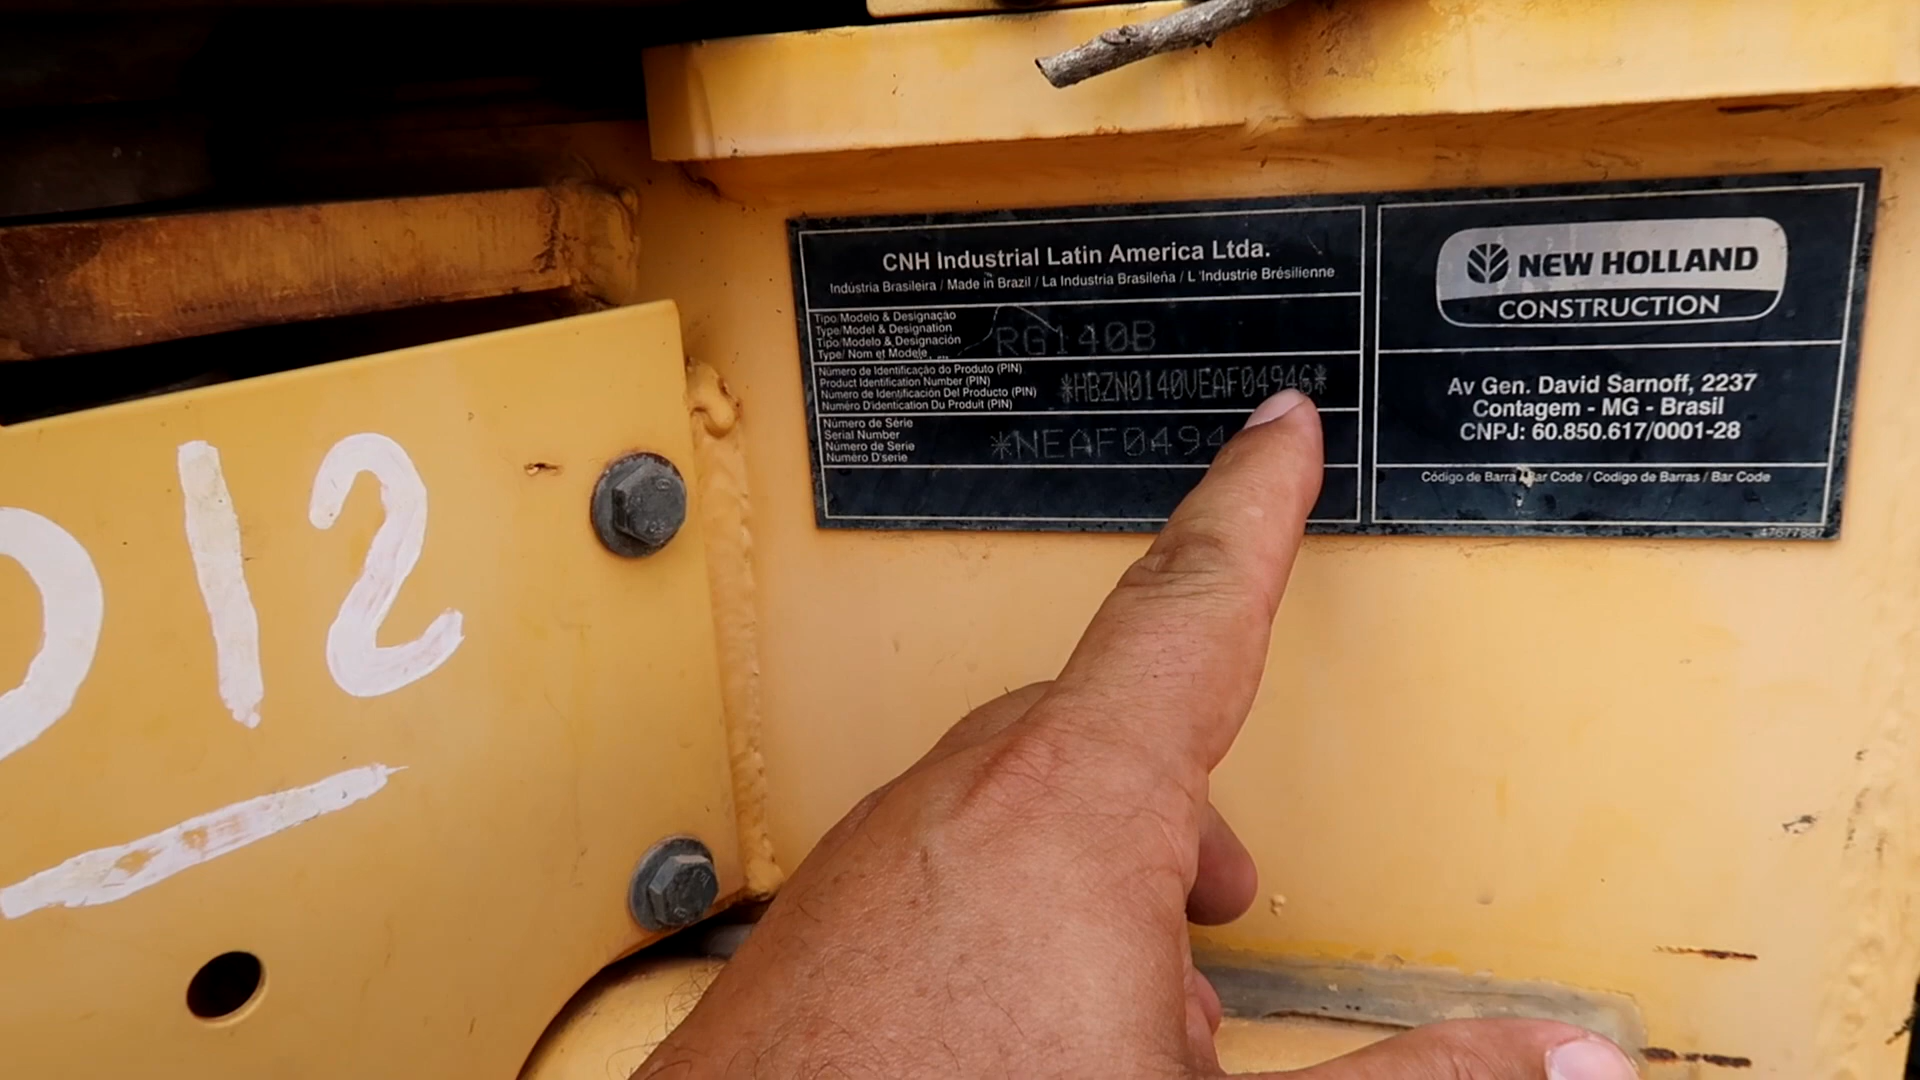 CNH Industrial Latin America Ltda.
Indústria Brasileira / Made in Brazil / La Industria Brasileña / L'Industrie Brésilienne
Tipo/Modelo & Designação
Type/Model & Designation
Tipo/Modelo & Designación
Type/ Nom et Modele
RG140B
Número de Identificação do Produto (PIN)
Product Identification Number (PIN)
Numero de Identificación Del Producto (PIN)
Numéro D'identication Du Produit (PIN)
*HBZN0140VEAF04946*
Número de Série
Serial Number
Número de Serie
Numéro D'serie
*NEAF0494
NEW HOLLAND
CONSTRUCTION
Av Gen. David Sarnoff, 2237
Contagem - MG - Brasil
CNPJ: 60.850.617/0001-28
Código de Barra / Bar Code / Codigo de Barras / Bar Code
47677887
12